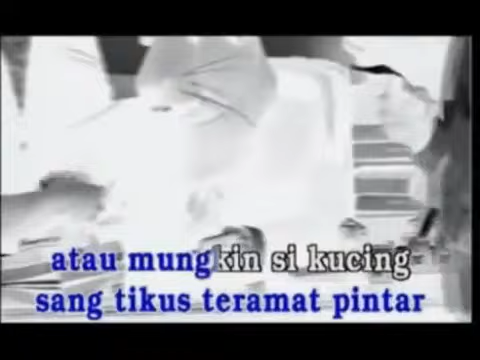 atau mungkin si kucing
sang tikus teramat pintar